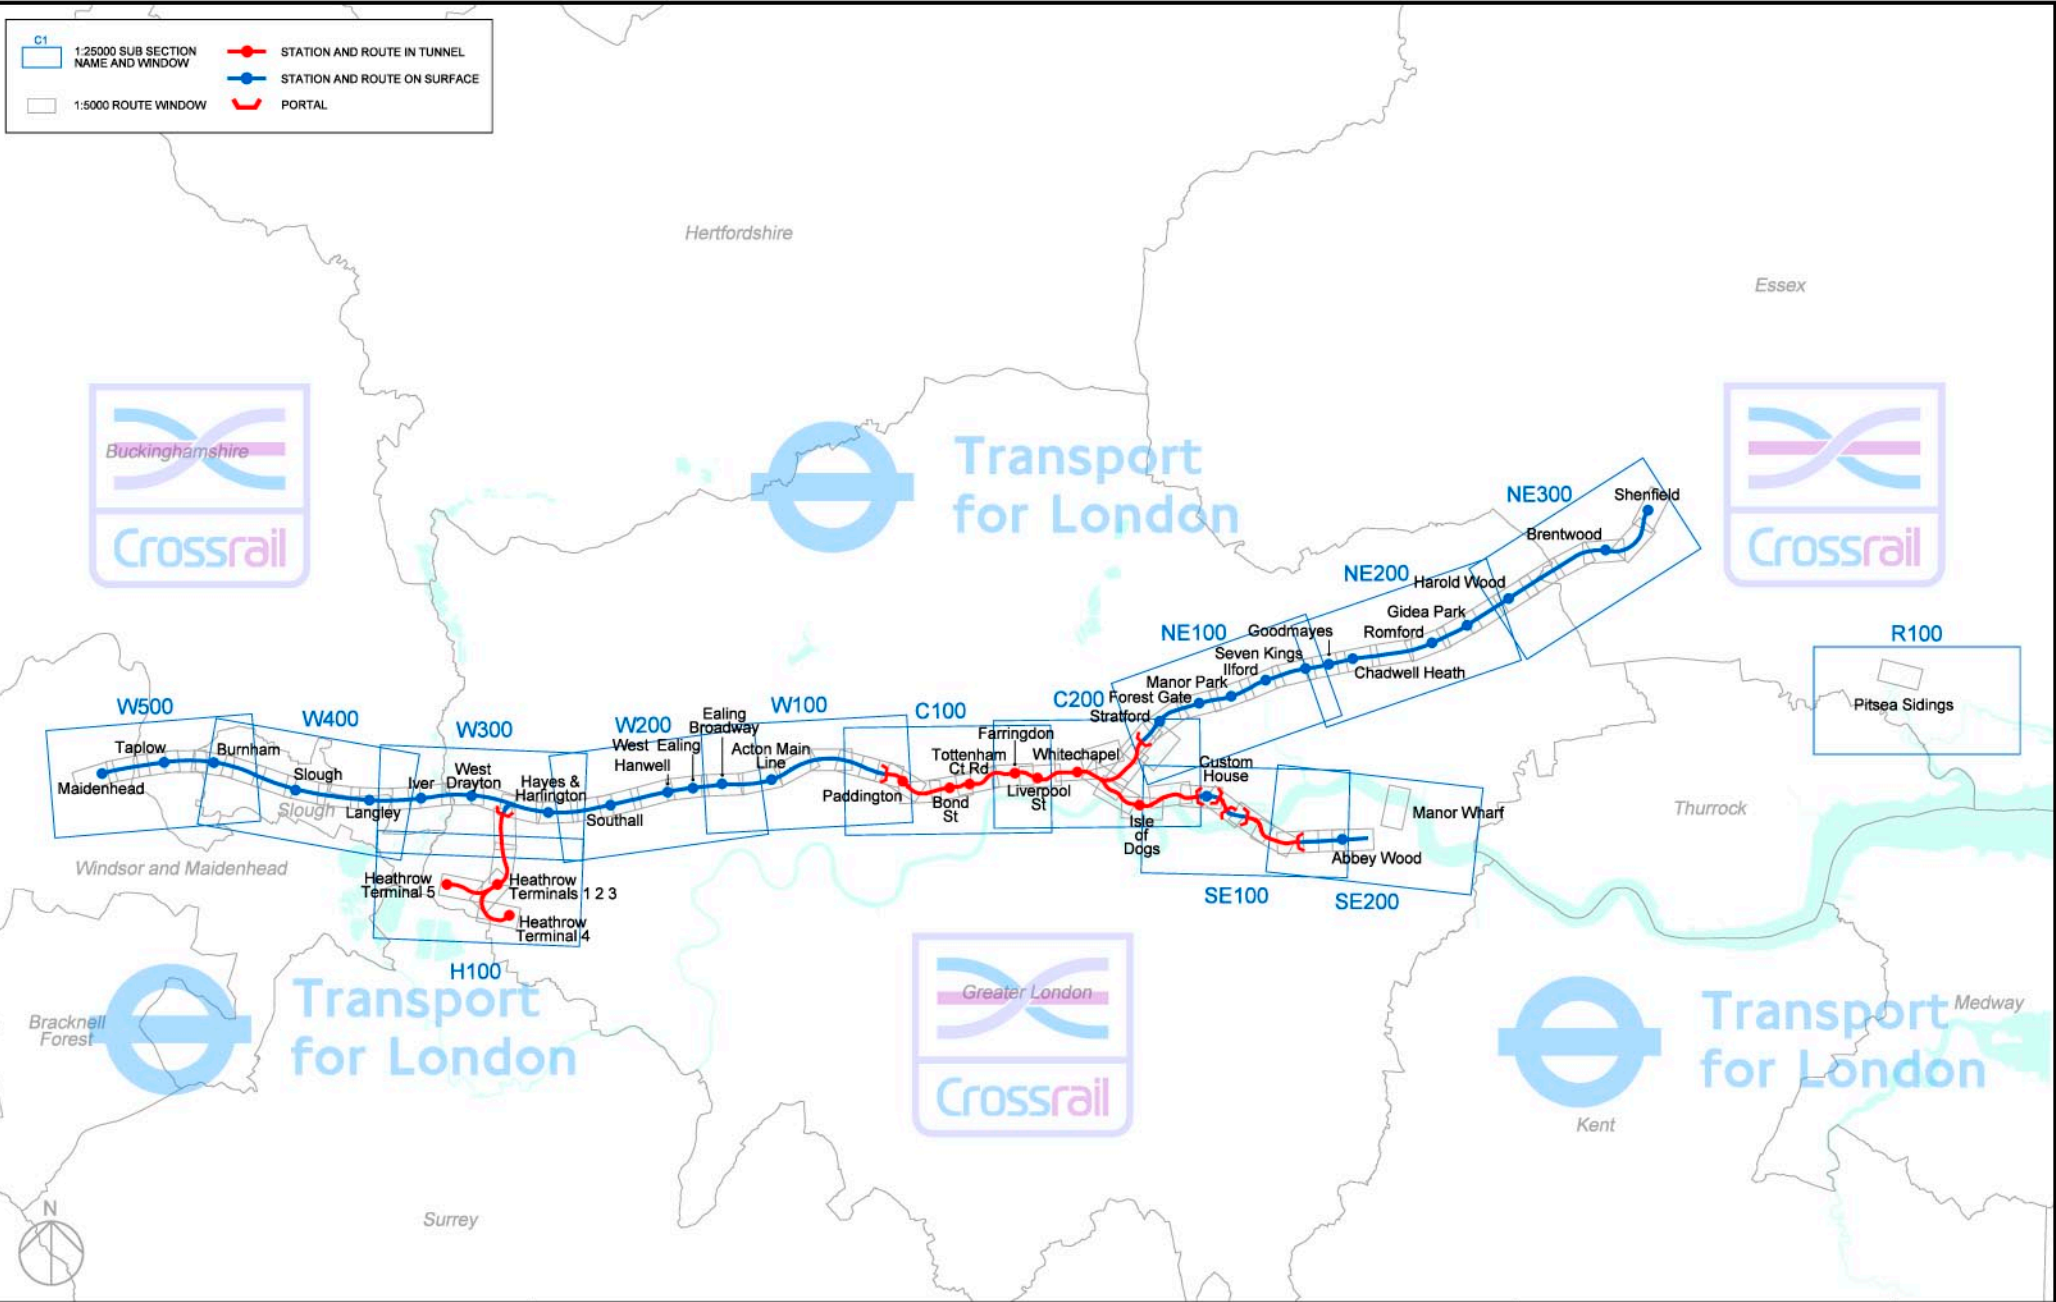 C1
1:25000 SUB SECTION
NAME AND WINDOW
1:5000 ROUTE WINDOW
STATION AND ROUTE IN TUNNEL
STATION AND ROUTE ON SURFACE
PORTAL
Hertfordshire
Essex
Buckinghamshire
Crossrail
Transport
for London
Crossrail
NE300
Shenfield
Brentwood
NE200
Harold Wood
Gidea Park
Romford
Chadwell Heath
NE100
Goodmayes
Seven Kings
Ilford
Manor Park
Forest Gate
Stratford
R100
Pitsea Sidings
W500
Taplow
Maidenhead
Burnham
W400
Slough
Slough
Langley
W300
Iver
West
Drayton
Hayes &
Harlington
W200
Southall
Hanwell
West Ealing
Ealing
Broadway
W100
Acton Main
Line
C100
Paddington
Bond
St
Tottenham
Ct Rd
Farringdon
Liverpool
St
C200
Whitechapel
Isle
of
Dogs
Custom
House
SE100
Abbey Wood
Manor Wharf
SE200
Thurrock
Windsor and Maidenhead
Heathrow
Terminal 5
Heathrow
Terminals 1 2 3
Heathrow
Terminal 4
H100
Bracknell
Forest
Transport
for London
Greater London
Crossrail
Transport
for London
Medway
Kent
Surrey
N